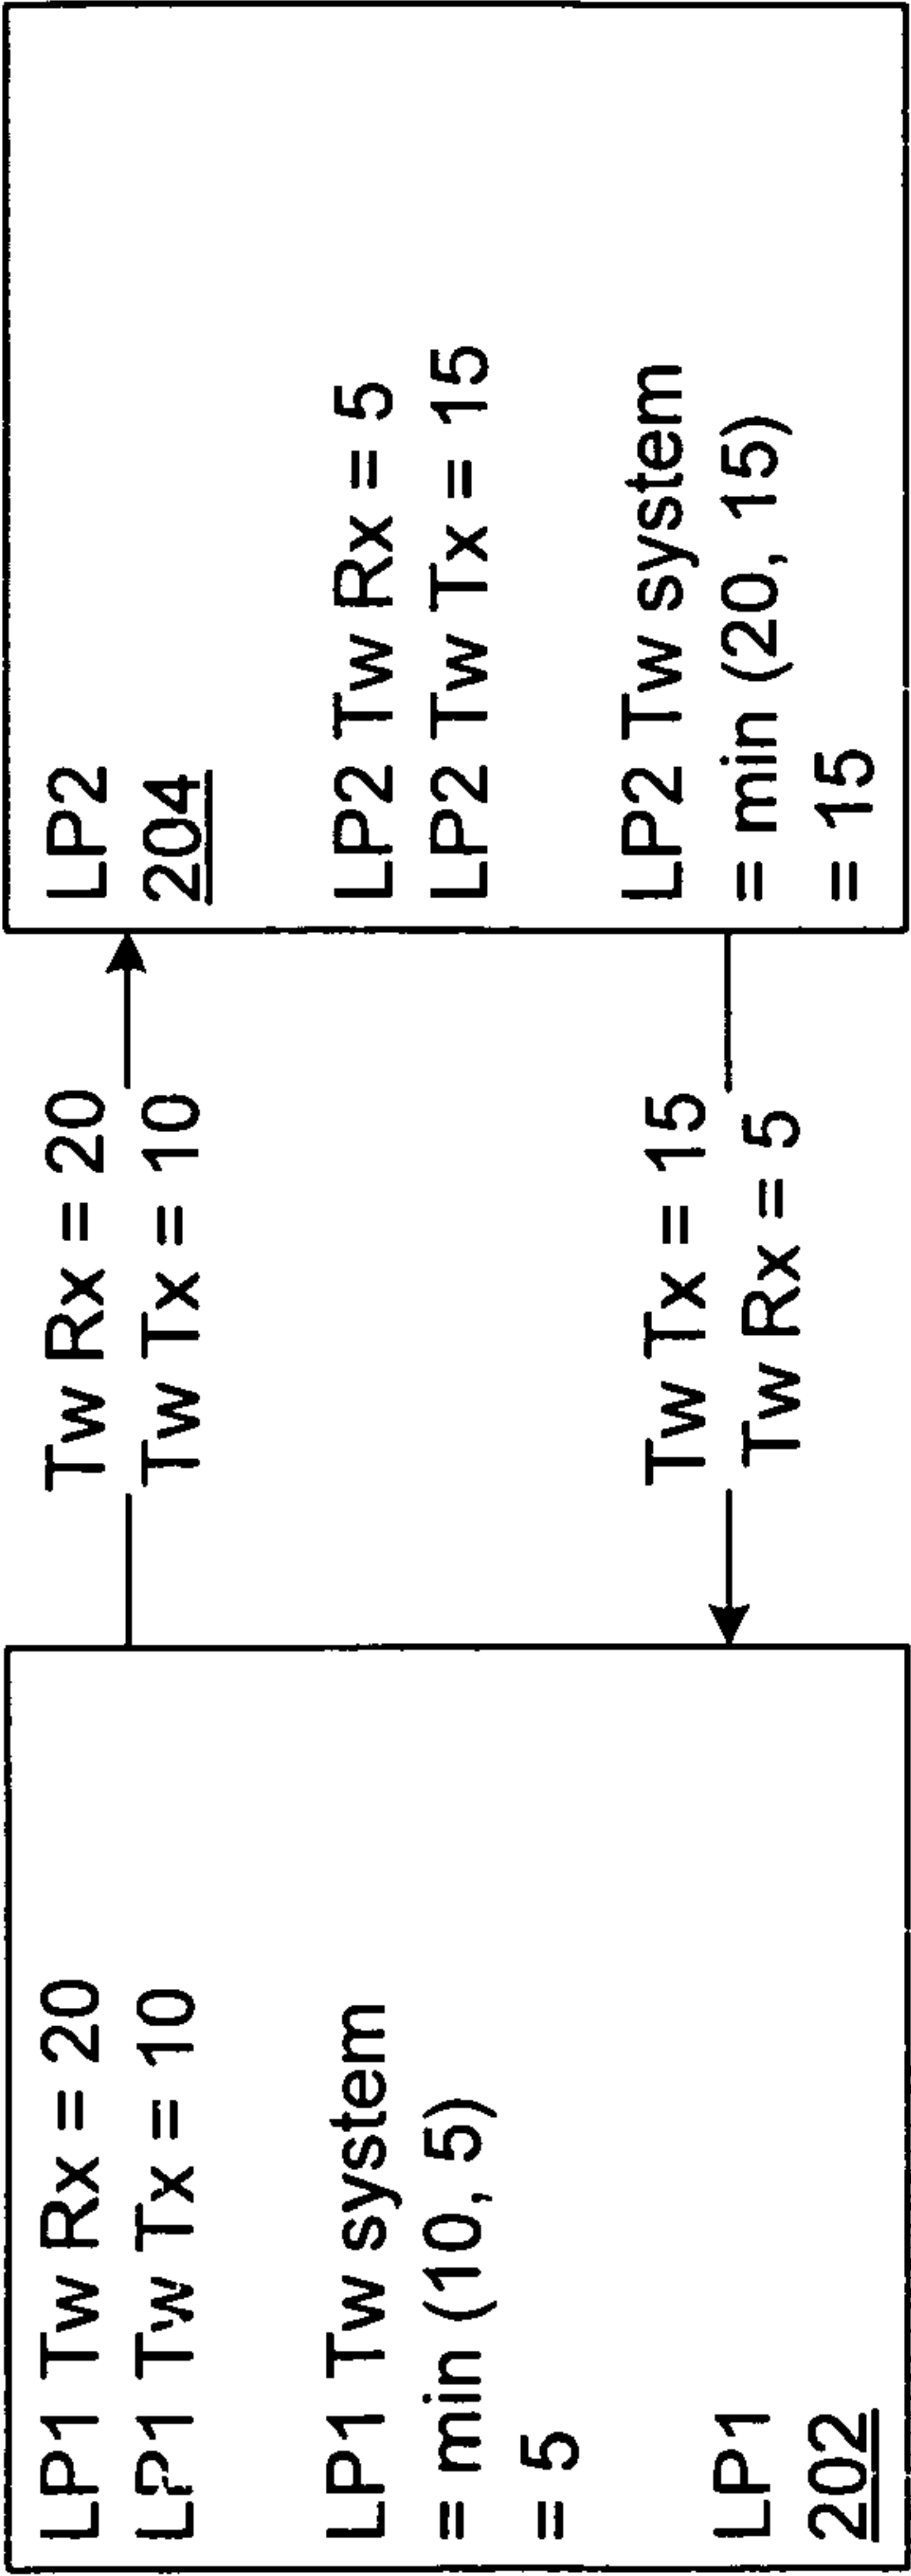 LP1 Tw Rx = 20
LP1 Tw Tx = 10
LP1 Tw system
= min (10, 5)
= 5
LP1
202
Tw Rx = 20
Tw Tx = 10
Tw Tx = 15
Tw Rx = 5
LP2
204
LP2 Tw Rx = 5
LP2 Tw Tx = 15
LP2 Tw system
= min (20, 15)
= 15